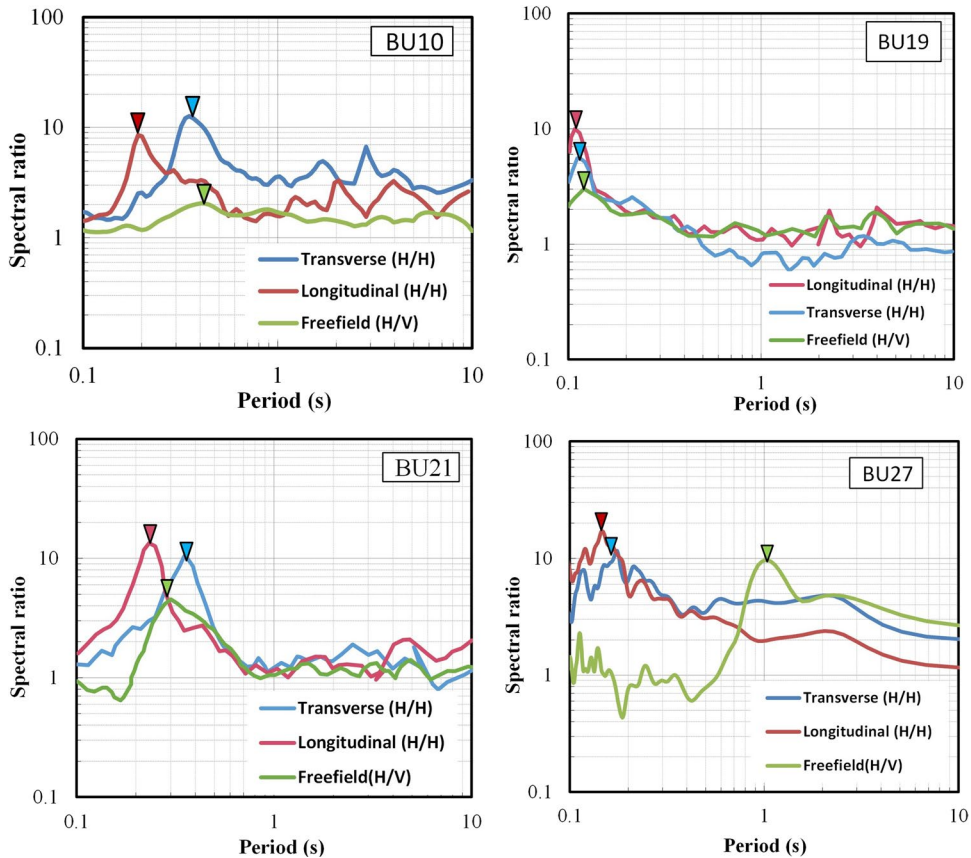 BU10
100
10
1
0.1
Spectral ratio
Transverse (H/H)
Longitudinal (H/H)
Freefield (H/V)
0.1
1
10
Period (s)
BU19
100
10
1
0.1
Spectral ratio
Longitudinal (H/H)
Transverse (H/H)
Freefield (H/V)
0.1
1
10
Period (s)
BU21
100
10
1
0.1
Spectral ratio
Transverse (H/H)
Longitudinal (H/H)
Freefield(H/V)
0.1
1
10
Period (s)
BU27
100
10
1
0.1
Spectral ratio
Transverse (H/H)
Longitudinal (H/H)
Freefield(H/V)
0.1
1
10
Period (s)